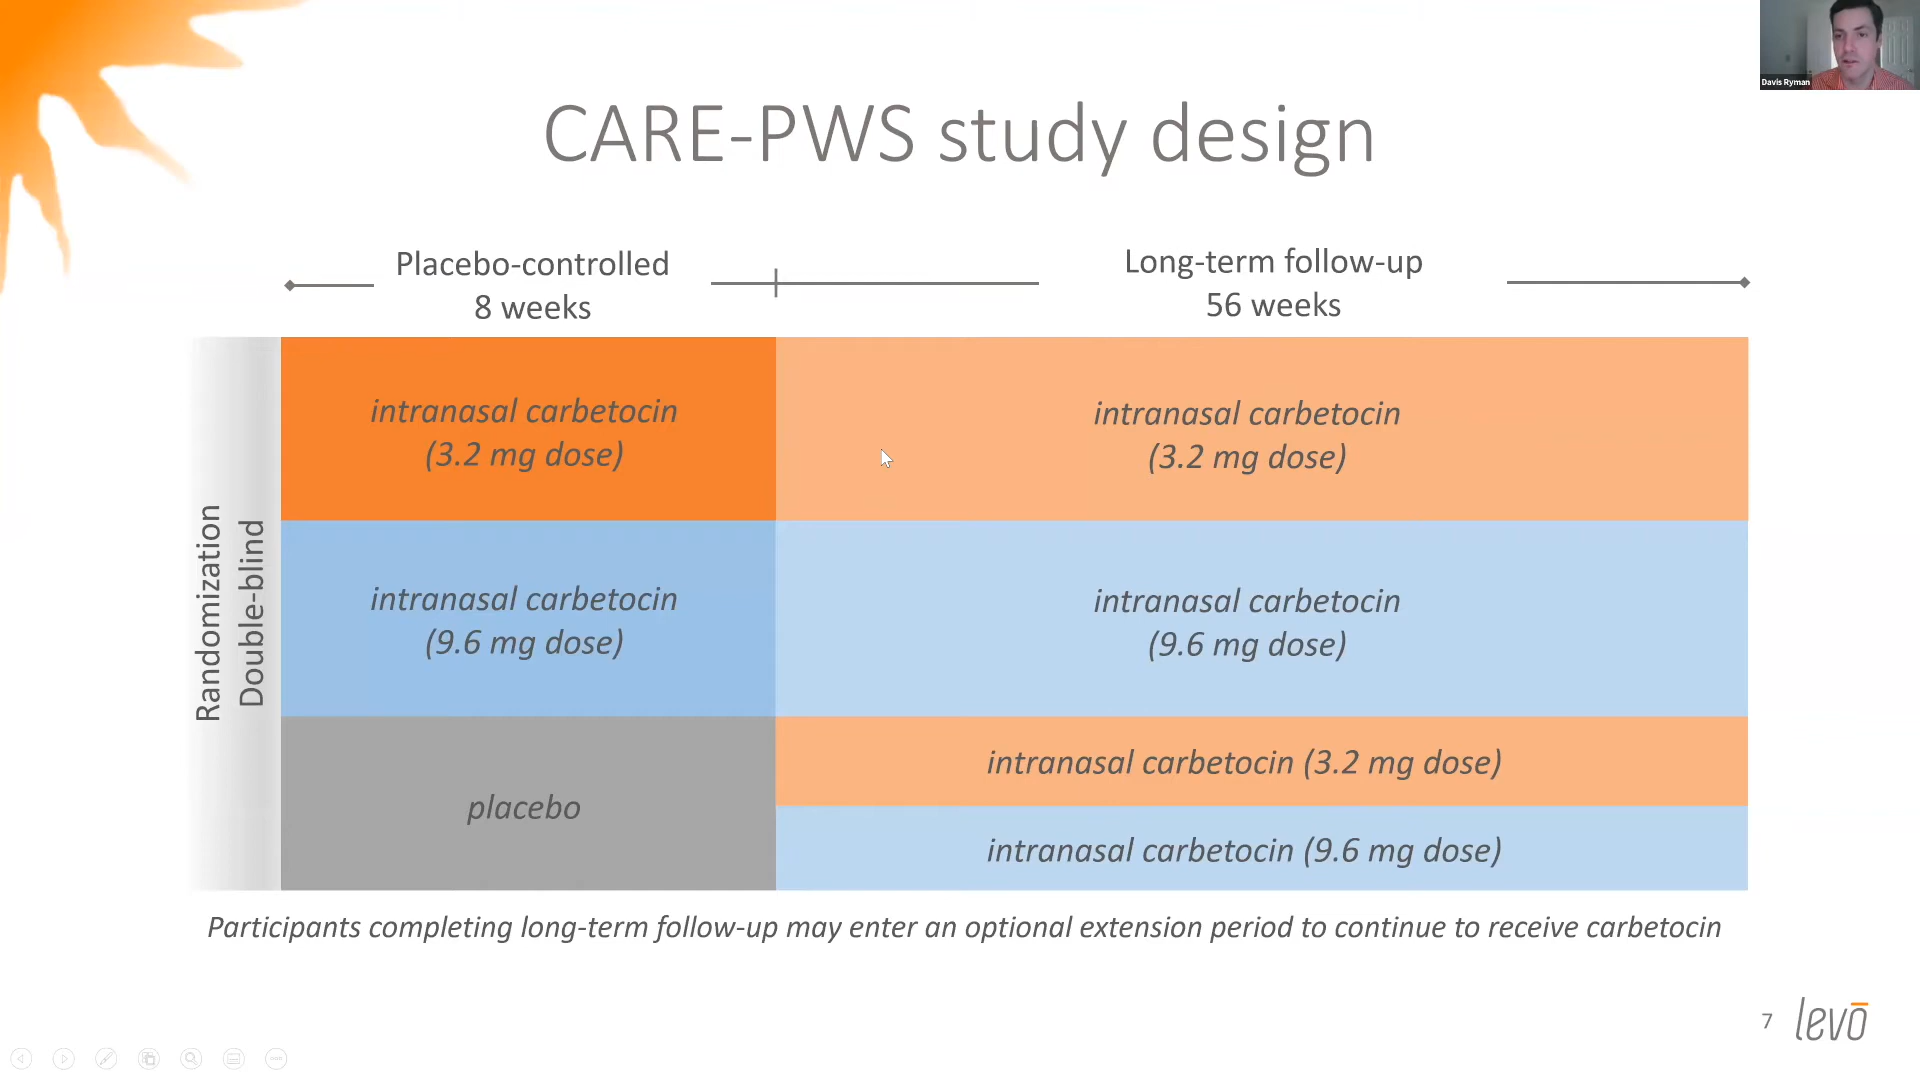 Davis Ryman
CARE-PWS study design
Placebo-controlled
8 weeks
Long-term follow-up
56 weeks
Randomization
Double-blind
intranasal carbetocin
(3.2 mg dose)
intranasal carbetocin
(3.2 mg dose)
intranasal carbetocin
(9.6 mg dose)
intranasal carbetocin
(9.6 mg dose)
placebo
intranasal carbetocin (3.2 mg dose)
intranasal carbetocin (9.6 mg dose)
Participants completing long-term follow-up may enter an optional extension period to continue to receive carbetocin
7
levō